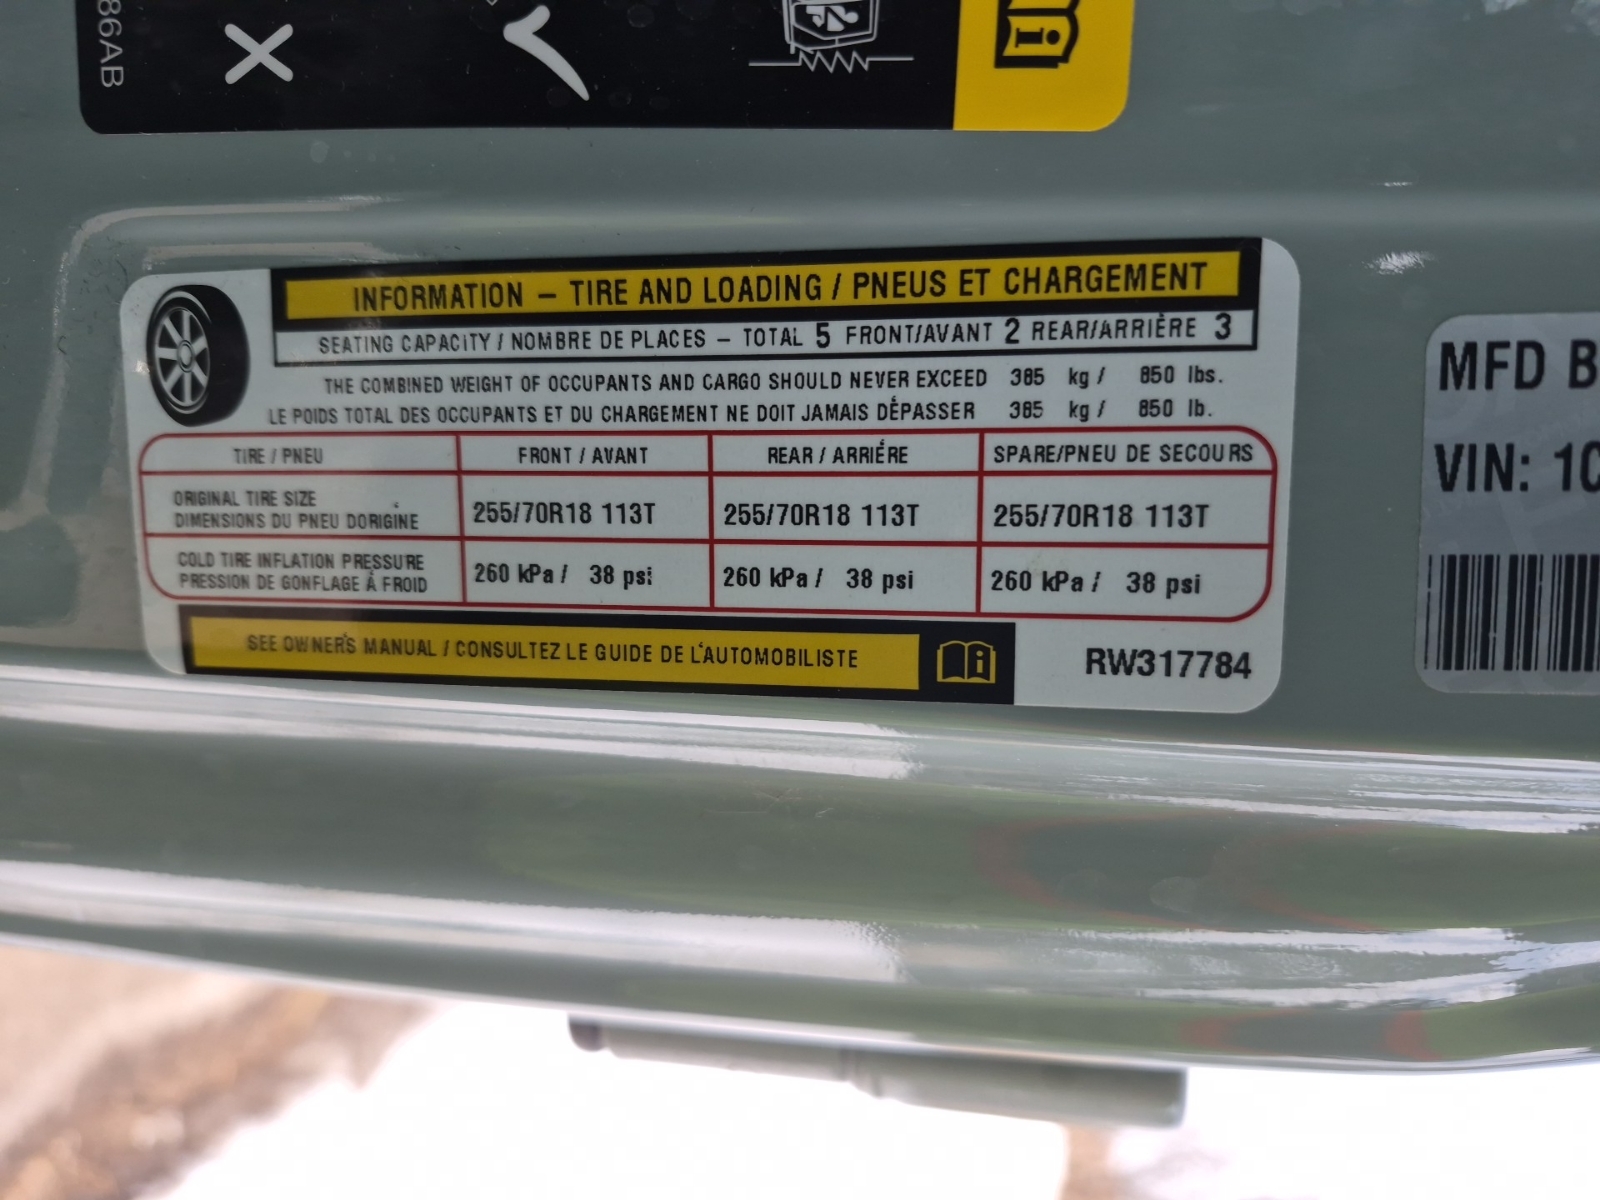 86AB
INFORMATION – TIRE AND LOADING / PNEUS ET CHARGEMENT
SEATING CAPACITY / NOMBRE DE PLACES – TOTAL 5 FRONT/AVANT 2 REAR/ARRIÈRE 3
THE COMBINED WEIGHT OF OCCUPANTS AND CARGO SHOULD NEVER EXCEED 385 kg / 850 lbs.
LE POIDS TOTAL DES OCCUPANTS ET DU CHARGEMENT NE DOIT JAMAIS DÉPASSER 385 kg / 850 lb.
TIRE / PNEU FRONT / AVANT REAR / ARRIÉRE SPARE/PNEU DE SECOURS
ORIGINAL TIRE SIZE
DIMENSIONS DU PNEU DORIGINE
255/70R18 113T 255/70R18 113T 255/70R18 113T
COLD TIRE INFLATION PRESSURE
PRESSION DE GONFLAGE Á FROID
260 kPa / 38 psi 260 kPa / 38 psi 260 kPa / 38 psi
SEE OWNER'S MANUAL / CONSULTEZ LE GUIDE DE L'AUTOMOBILISTE
RW317784
MFD B
VIN: 1C